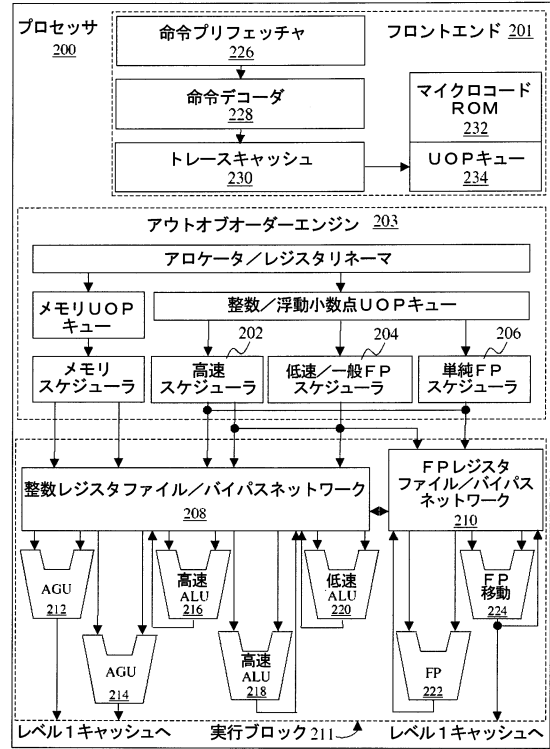 プロセッサ
200
フロントエンド 201
命令プリフェッチャ
226
命令デコーダ
228
トレースキャッシュ
230
マイクロコード
ROM
232
UOPキュー
234
アウトオブオーダーエンジン 203
アロケータ/レジスタリネーマ
メモリUOP
キュー
整数/浮動小数点UOPキュー
202
204
206
メモリ
スケジューラ
高速
スケジューラ
低速/一般FP
スケジューラ
単純FP
スケジューラ
整数レジスタファイル/バイパスネットワーク
208
FPレジスタ
ファイル/バイパス
ネットワーク
210
AGU
212
高速
ALU
216
低速
ALU
220
FP
移動
224
AGU
214
高速
ALU
218
FP
222
レベル1キャッシュへ
実行ブロック 211
レベル1キャッシュへ